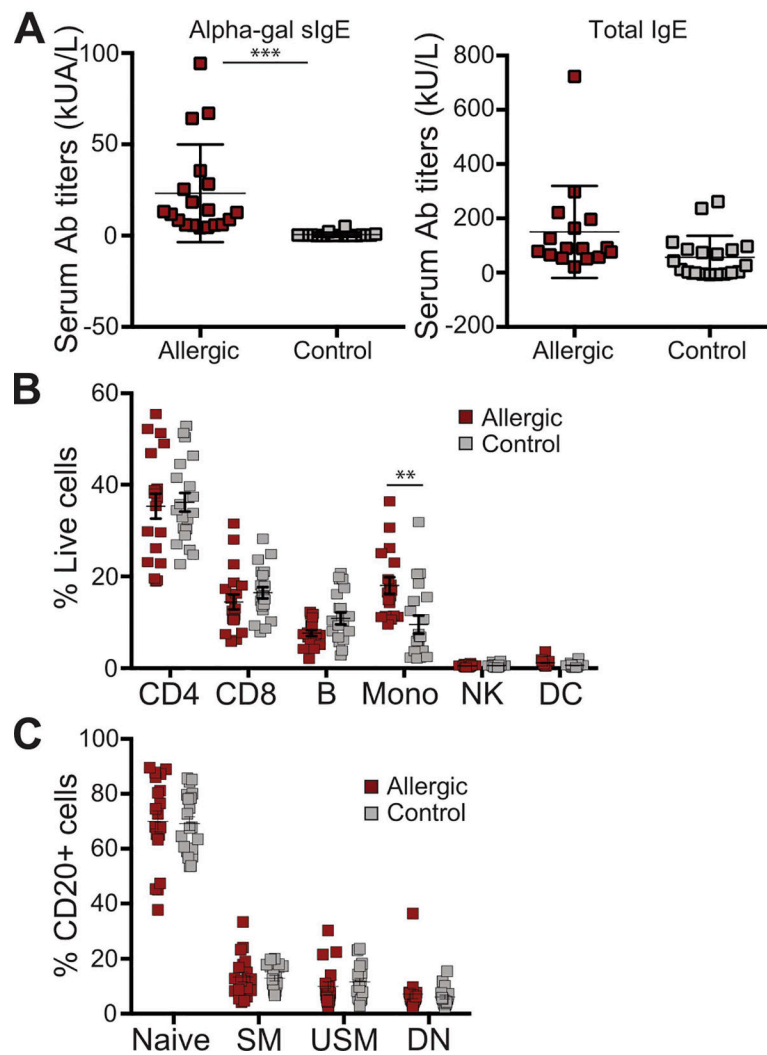 A
Alpha-gal sIgE
Total IgE
***
Serum Ab titers (kUA/L)
100
50
0
-50
Allergic
Control
Serum Ab titers (kU/L)
800
600
400
200
0
-200
Allergic
Control
B
% Live cells
60
40
20
0
Allergic
Control
**
CD4
CD8
B
Mono
NK
DC
C
% CD20+ cells
100
80
60
40
20
0
Allergic
Control
Naive
SM
USM
DN